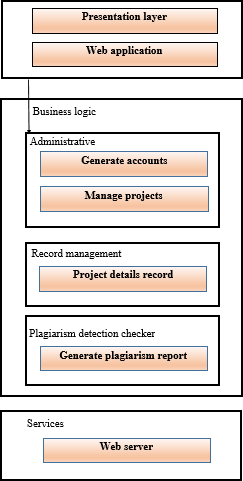 Presentation layer
Web application
Business logic
Administrative
Generate accounts
Manage projects
Record management
Project details record
Plagiarism detection checker
Generate plagiarism report
Services
Web server